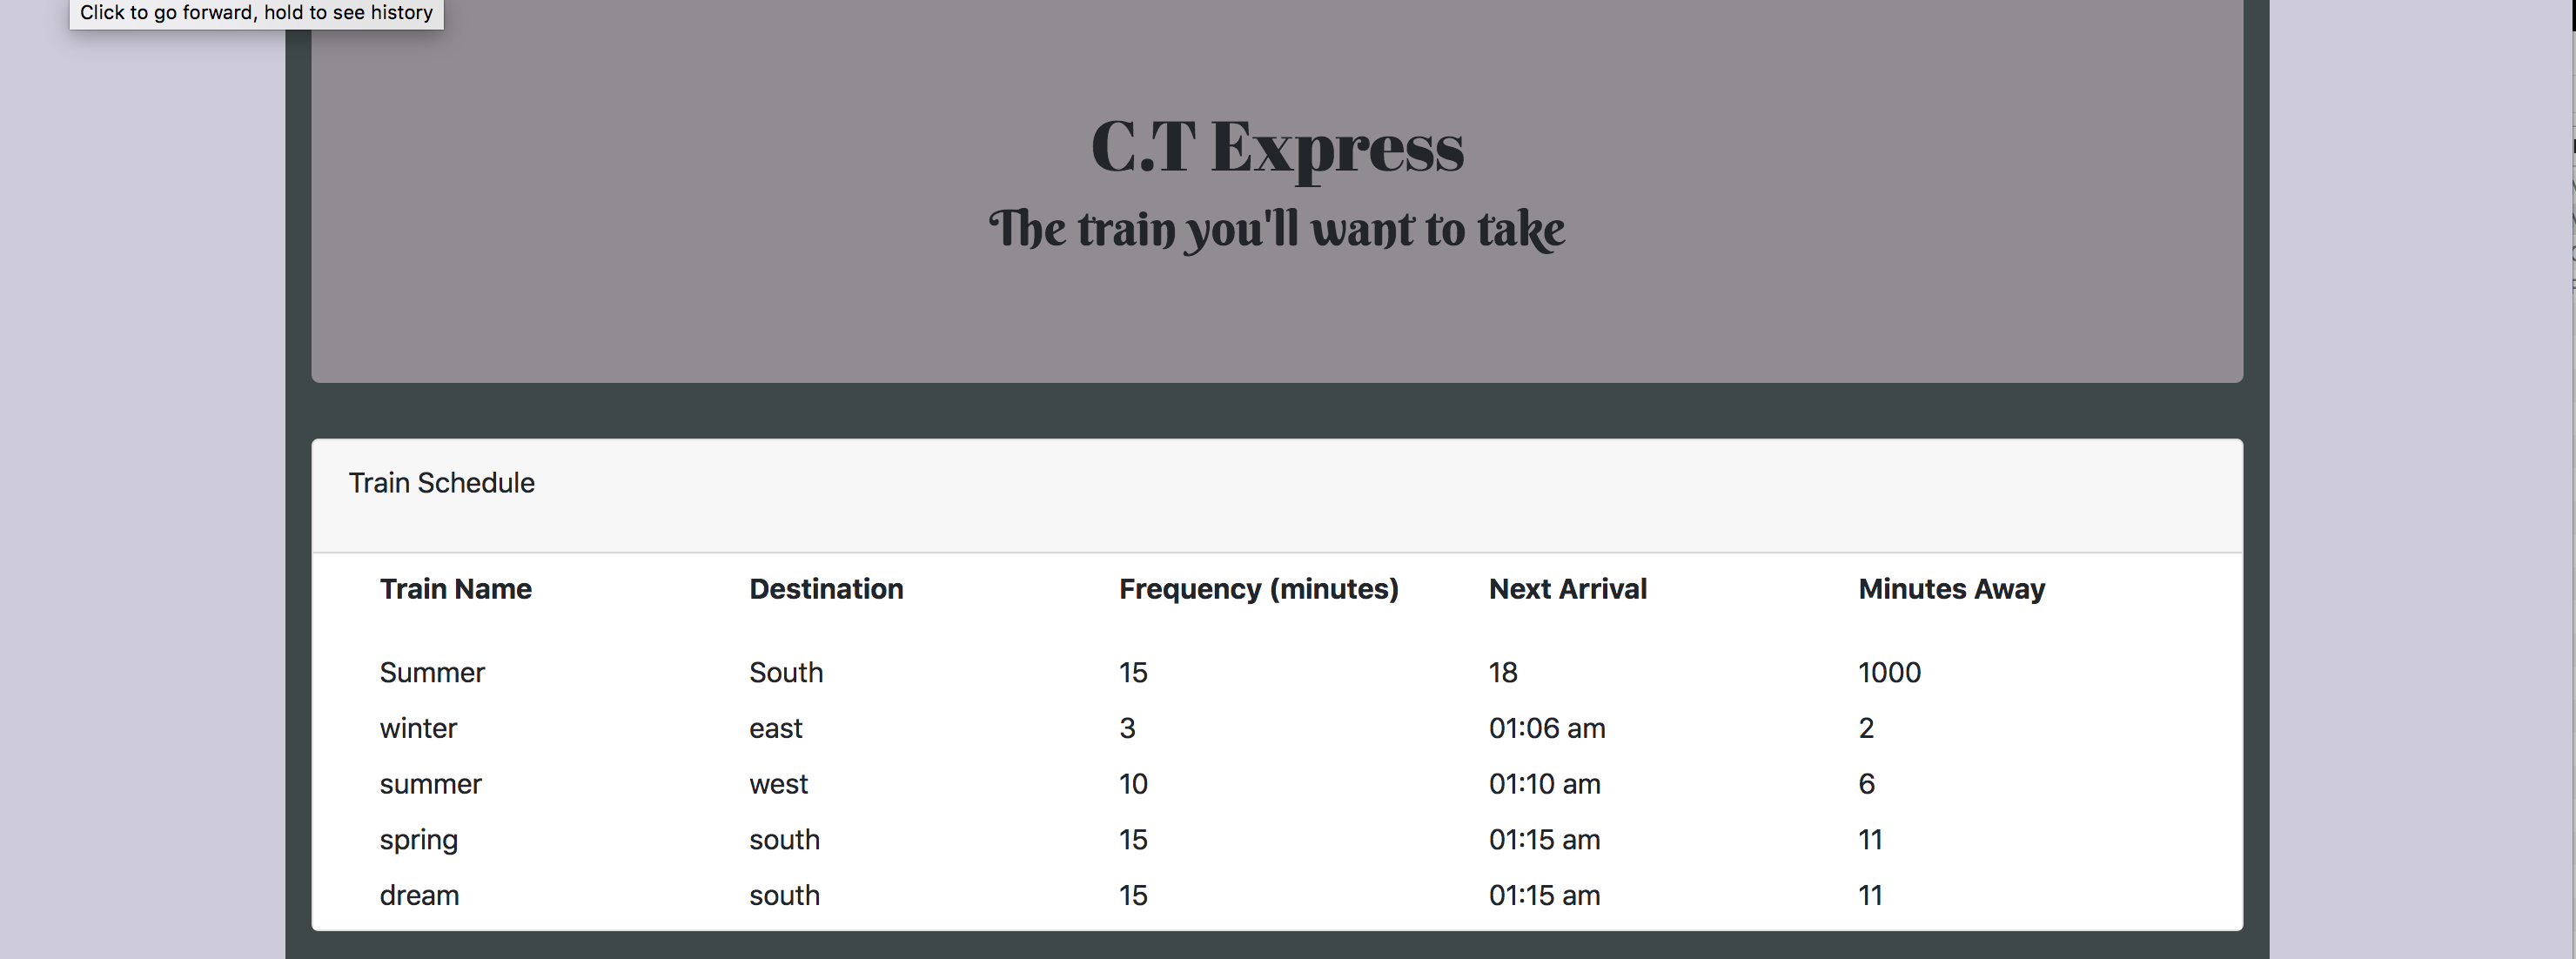 Click to go forward, hold to see history
C.T Express
The train you'll want to take
Train Schedule
Train Name Destination Frequency (minutes) Next Arrival Minutes Away
Summer South 15 18 1000
winter east 3 01:06 am 2
summer west 10 01:10 am 6
spring south 15 01:15 am 11
dream south 15 01:15 am 11